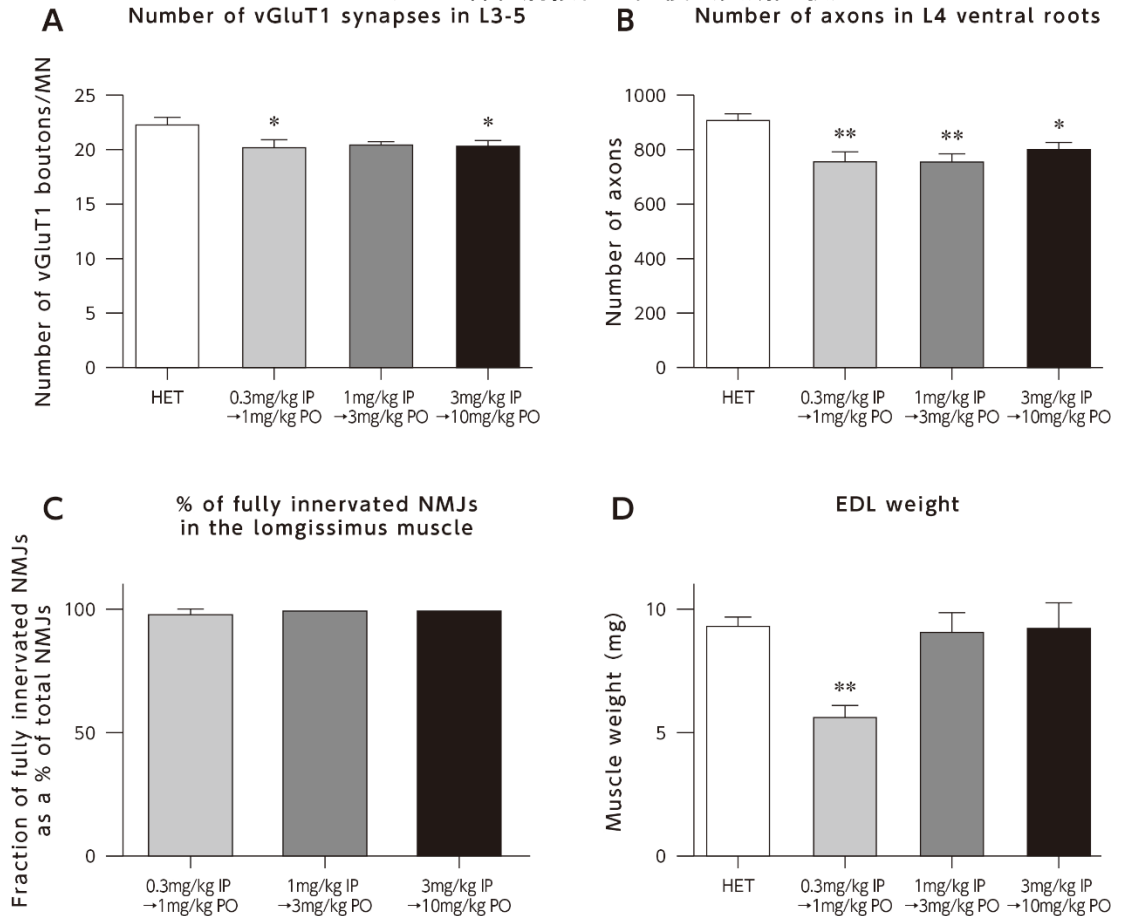 A
Number of vGluT1 synapses in L3-5
Number of vGluT1 boutons/MN
25
20
15
10
5
0
*
*
HET
0.3mg/kg IP
→1mg/kg PO
1mg/kg IP
→3mg/kg PO
3mg/kg IP
→10mg/kg PO
B
Number of axons in L4 ventral roots
Number of axons
1000
800
600
400
200
0
**
**
*
HET
0.3mg/kg IP
→1mg/kg PO
1mg/kg IP
→3mg/kg PO
3mg/kg IP
→10mg/kg PO
C
% of fully innervated NMJs
in the lomgissimus muscle
Fraction of fully innervated NMJs
as a % of total NMJs
100
50
0
0.3mg/kg IP
→1mg/kg PO
1mg/kg IP
→3mg/kg PO
3mg/kg IP
→10mg/kg PO
D
EDL weight
Muscle weight (mg)
10
5
0
**
HET
0.3mg/kg IP
→1mg/kg PO
1mg/kg IP
→3mg/kg PO
3mg/kg IP
→10mg/kg PO